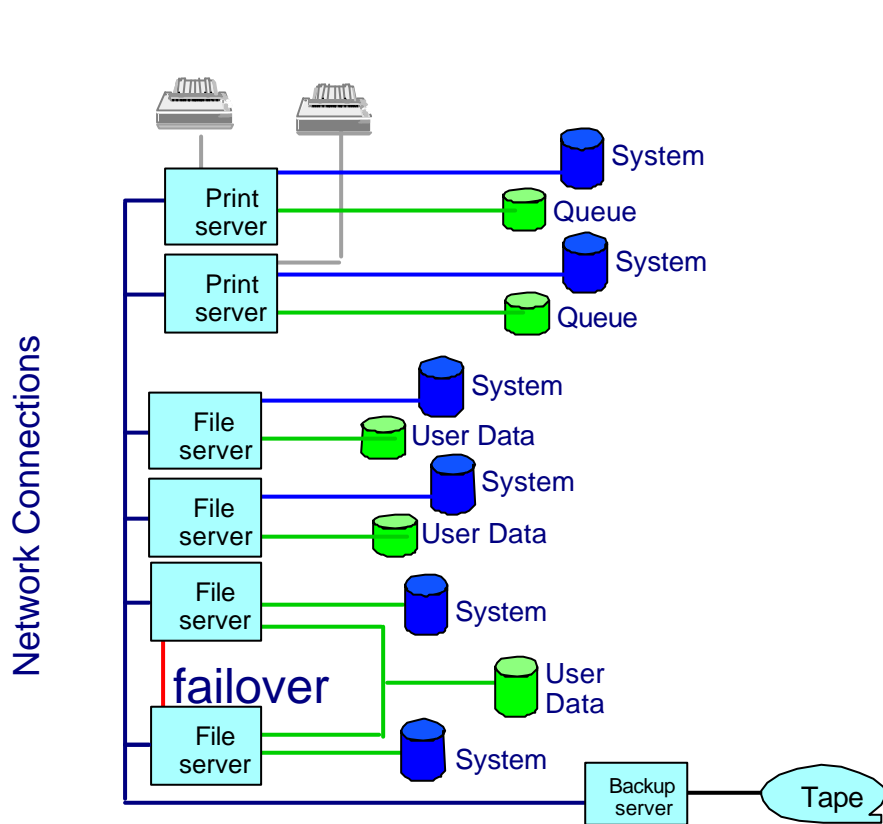 System
Print
server
Queue
System
Print
server
Queue
Network Connections
System
File
server
User Data
System
File
server
User Data
File
server
System
failover
User
Data
File
server
System
Backup
server
Tape